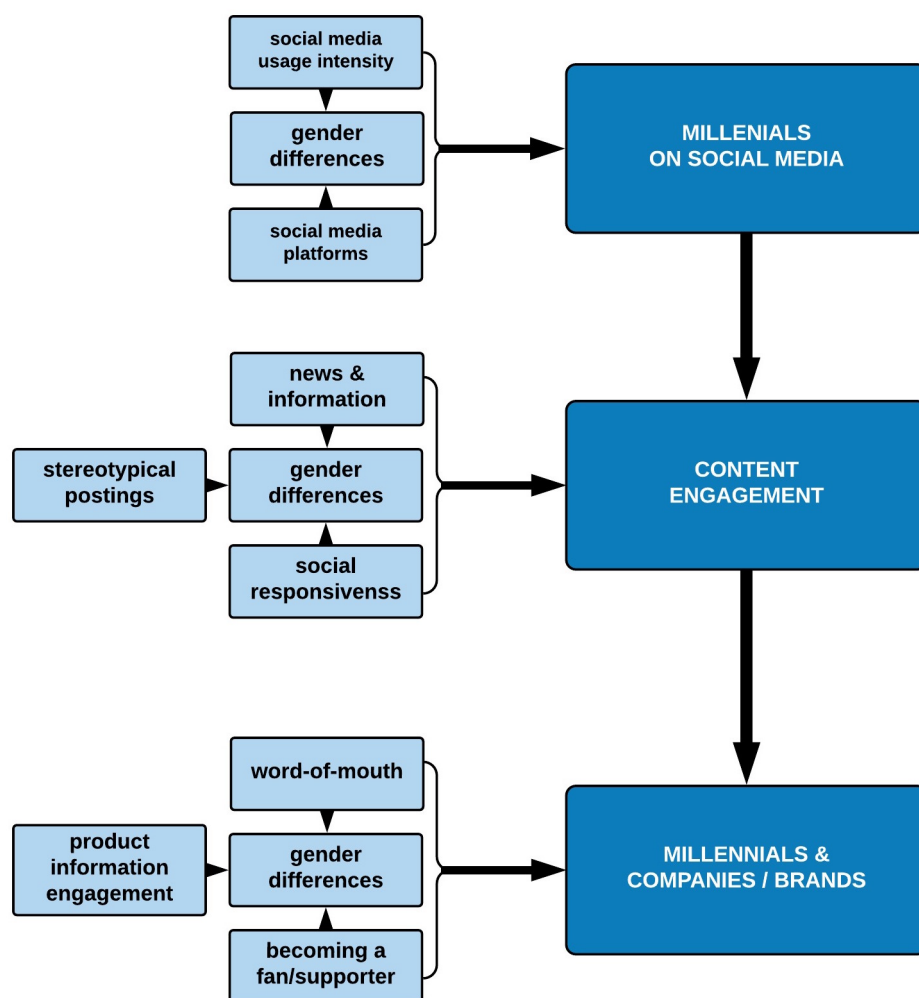 social media
usage intensity
gender
differences
social media
platforms
MILLENIALS
ON SOCIAL MEDIA
news &
information
stereotypical
postings
gender
differences
social
responsivenss
CONTENT
ENGAGEMENT
word-of-mouth
product
information
engagement
gender
differences
becoming a
fan/supporter
MILLENNIALS &
COMPANIES / BRANDS